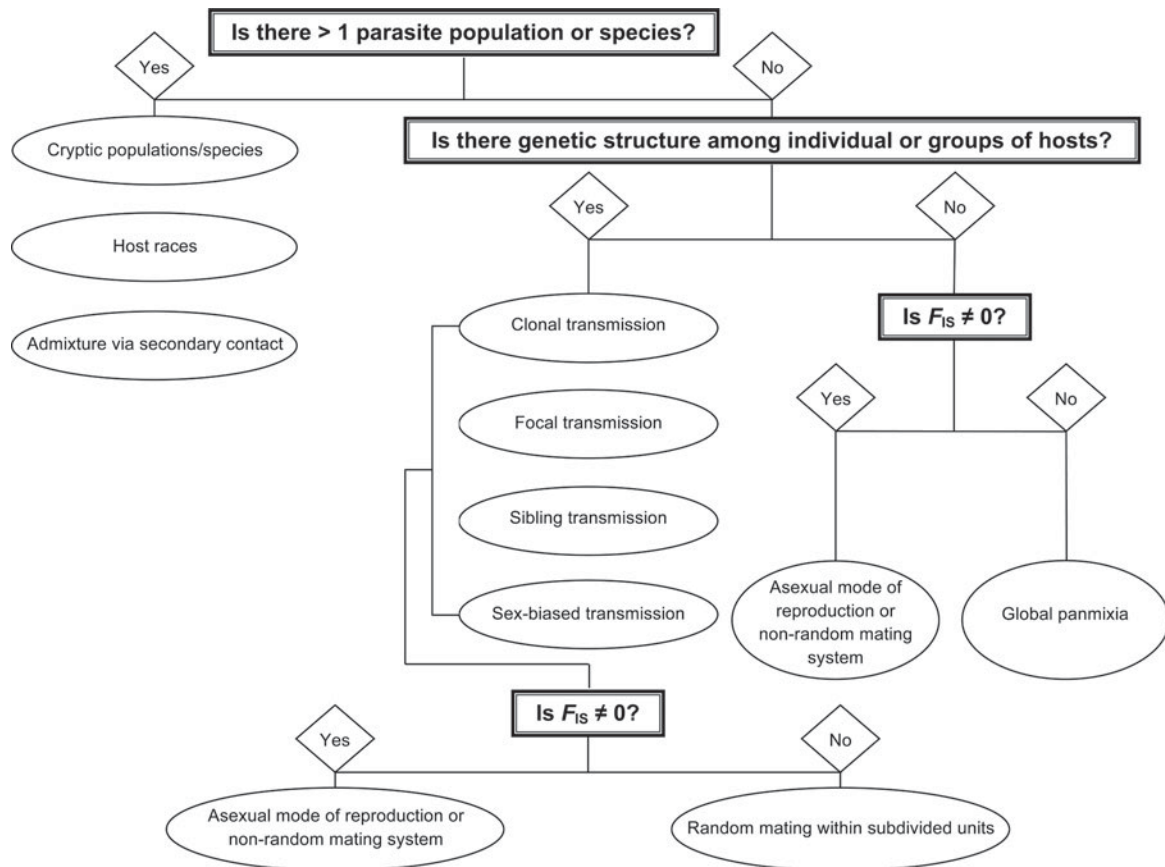 Is there > 1 parasite population or species?
Yes
No
Cryptic populations/species
Host races
Admixture via secondary contact
Is there genetic structure among individual or groups of hosts?
Yes
No
Clonal transmission
Focal transmission
Sibling transmission
Sex-biased transmission
Is FIS ≠ 0?
Yes
No
Asexual mode of
reproduction or
non-random mating
system
Global panmixia
Is FIS ≠ 0?
Yes
No
Asexual mode of reproduction or
non-random mating system
Random mating within subdivided units